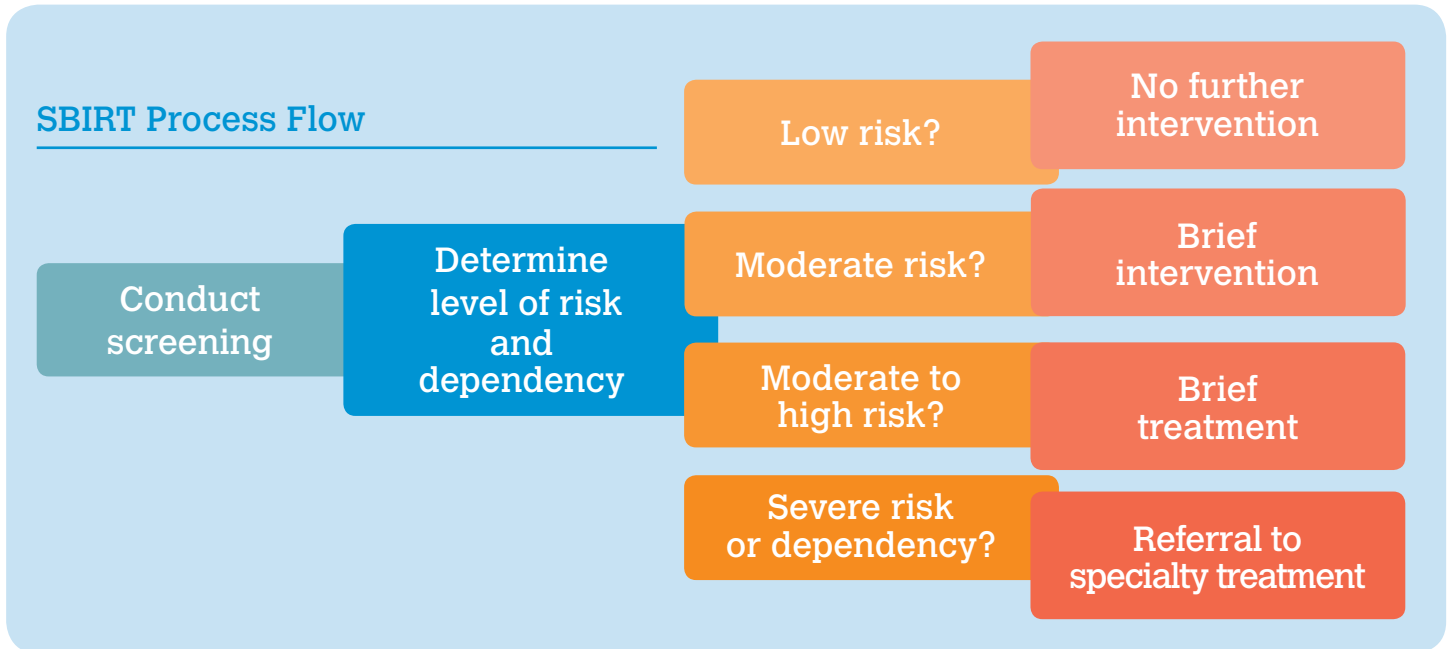 SBIRT Process Flow
Conduct
screening
Determine
level of risk
and
dependency
Low risk?
No further
intervention
Moderate risk?
Brief
intervention
Moderate to
high risk?
Brief
treatment
Severe risk
or dependency?
Referral to
specialty treatment